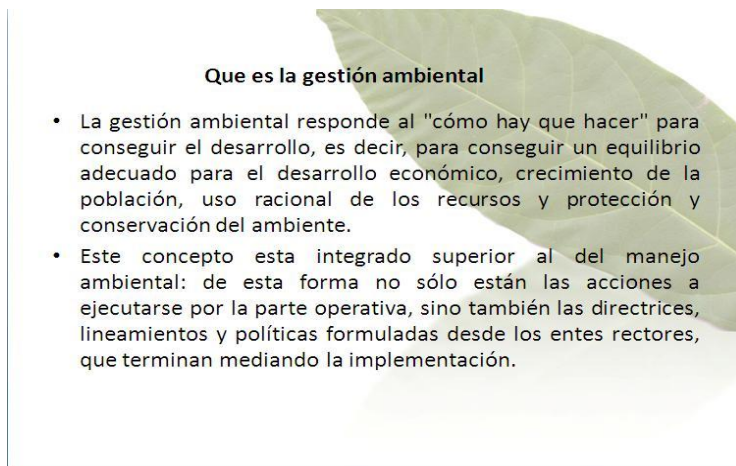 Que es la gestión ambiental
• La gestión ambiental responde al "cómo hay que hacer" para
conseguir el desarrollo, es decir, para conseguir un equilibrio
adecuado para el desarrollo económico, crecimiento de la
población, uso racional de los recursos y protección y
conservación del ambiente.
• Este concepto esta integrado superior al del manejo
ambiental: de esta forma no sólo están las acciones a
ejecutarse por la parte operativa, sino también las directrices,
lineamientos y políticas formuladas desde los entes rectores,
que terminan mediando la implementación.